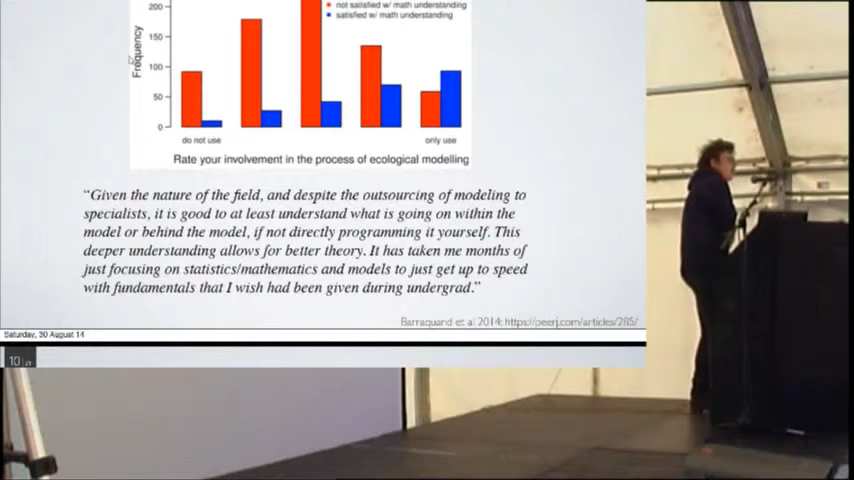 not satisfied w/ math understanding
200
satisfied w/ math understanding
150
Frequency
100
50
0
do not use
only use
Rate your involvement in the process of ecological modelling
“Given the nature of the field, and despite the outsourcing of modeling to
specialists, it is good to at least understand what is going on within the
model or behind the model, if not directly programming it yourself. This
deeper understanding allows for better theory. It has taken me months of
just focusing on statistics/mathematics and models to just get up to speed
with fundamentals that I wish had been given during undergrad.”
Barraquand et al 2014: https://peerj.com/articles/285/
Saturday, 30 August 14
10